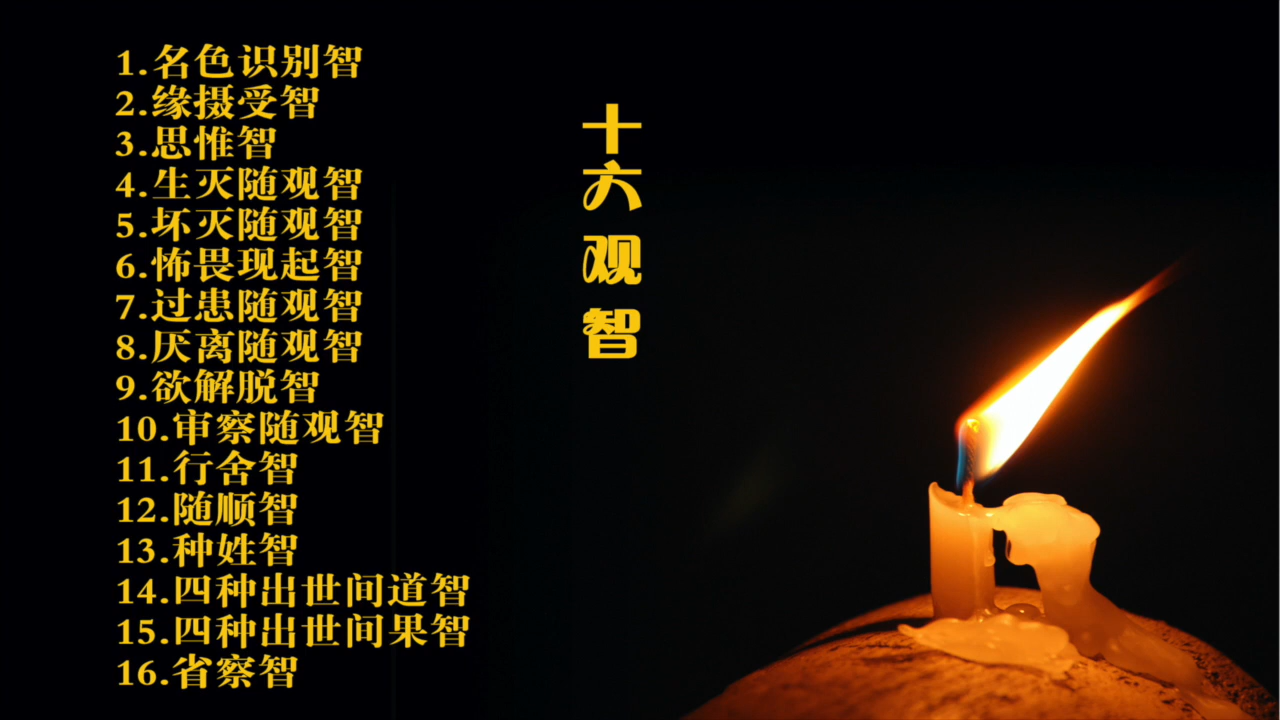 1.名色识别智
2.缘摄受智
3.思惟智
4.生灭随观智
5.坏灭随观智
6.怖畏现起智
7.过患随观智
8.厌离随观智
9.欲解脱智
10.审察随观智
11.行舍智
12.随顺智
13.种姓智
14.四种出世间道智
15.四种出世间果智
16.省察智
十六观智